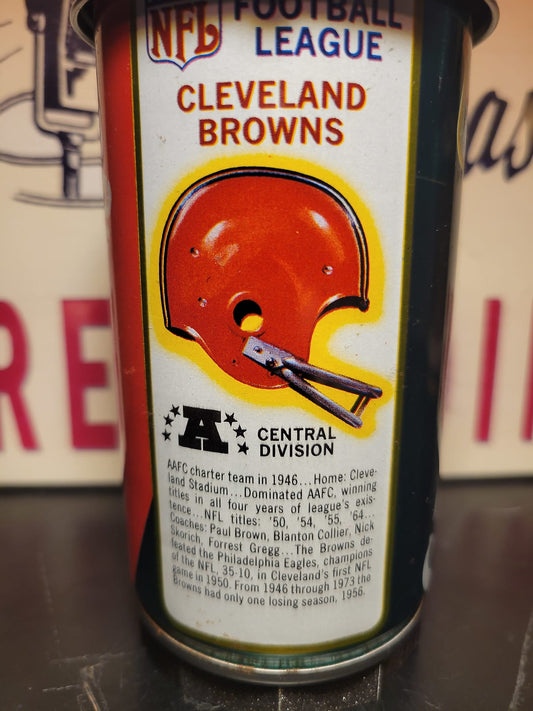 FOOTBALL
NFL
LEAGUE
CLEVELAND
BROWNS
A
CENTRAL
DIVISION
AAFC charter team in 1946...Home: Cleve-
land Stadium...Dominated AAFC, winning
titles in all four years of league's exis-
tence...NFL titles: '50, '54, '55, '64...
Coaches: Paul Brown, Blanton Collier, Nick
Skorich, Forrest Gregg...The Browns de-
feated the Philadelphia Eagles, champions
of the NFL, 35-10, in Cleveland's first NFL
game in 1950. From 1946 through 1973 the
Browns had only one losing season, 1956.
as
RE